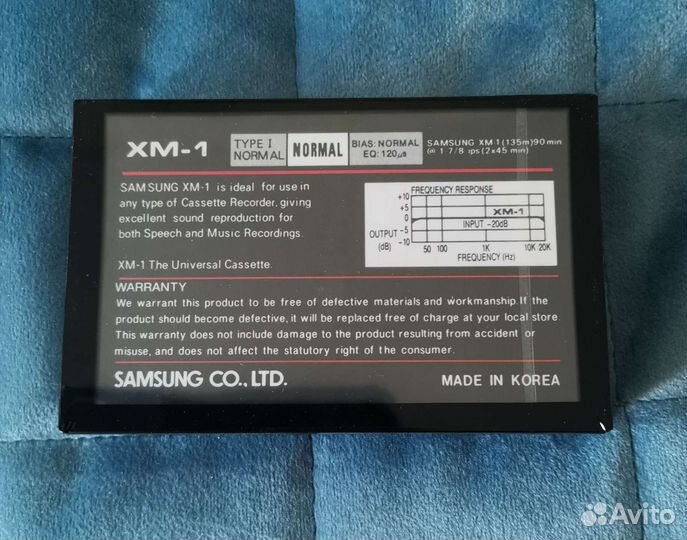 XM-1
TYPE I
NORMAL
NORMAL
BIAS: NORMAL
EQ: 120µs
SAMSUNG XM-1 (135m) 90 min
@ 1 7/8 ips (2x45 min)
SAMSUNG XM-1 is ideal for use in
any type of Cassette Recorder, giving
excellent sound reproduction for
both Speech and Music Recordings.
XM-1 The Universal Cassette.
FREQUENCY RESPONSE
+10
+5
0
-5
-10
OUTPUT
(dB)
XM-1
INPUT -20dB
50 100 1K 10K 20K
FREQUENCY (Hz)
WARRANTY
We warrant this product to be free of defective materials and workmanship. If the
product should become defective, it will be replaced free of charge at your local store.
This warranty does not include damage to the product resulting from accident or
misuse, and does not affect the statutory right of the consumer.
SAMSUNG CO., LTD.
MADE IN KOREA
Avito